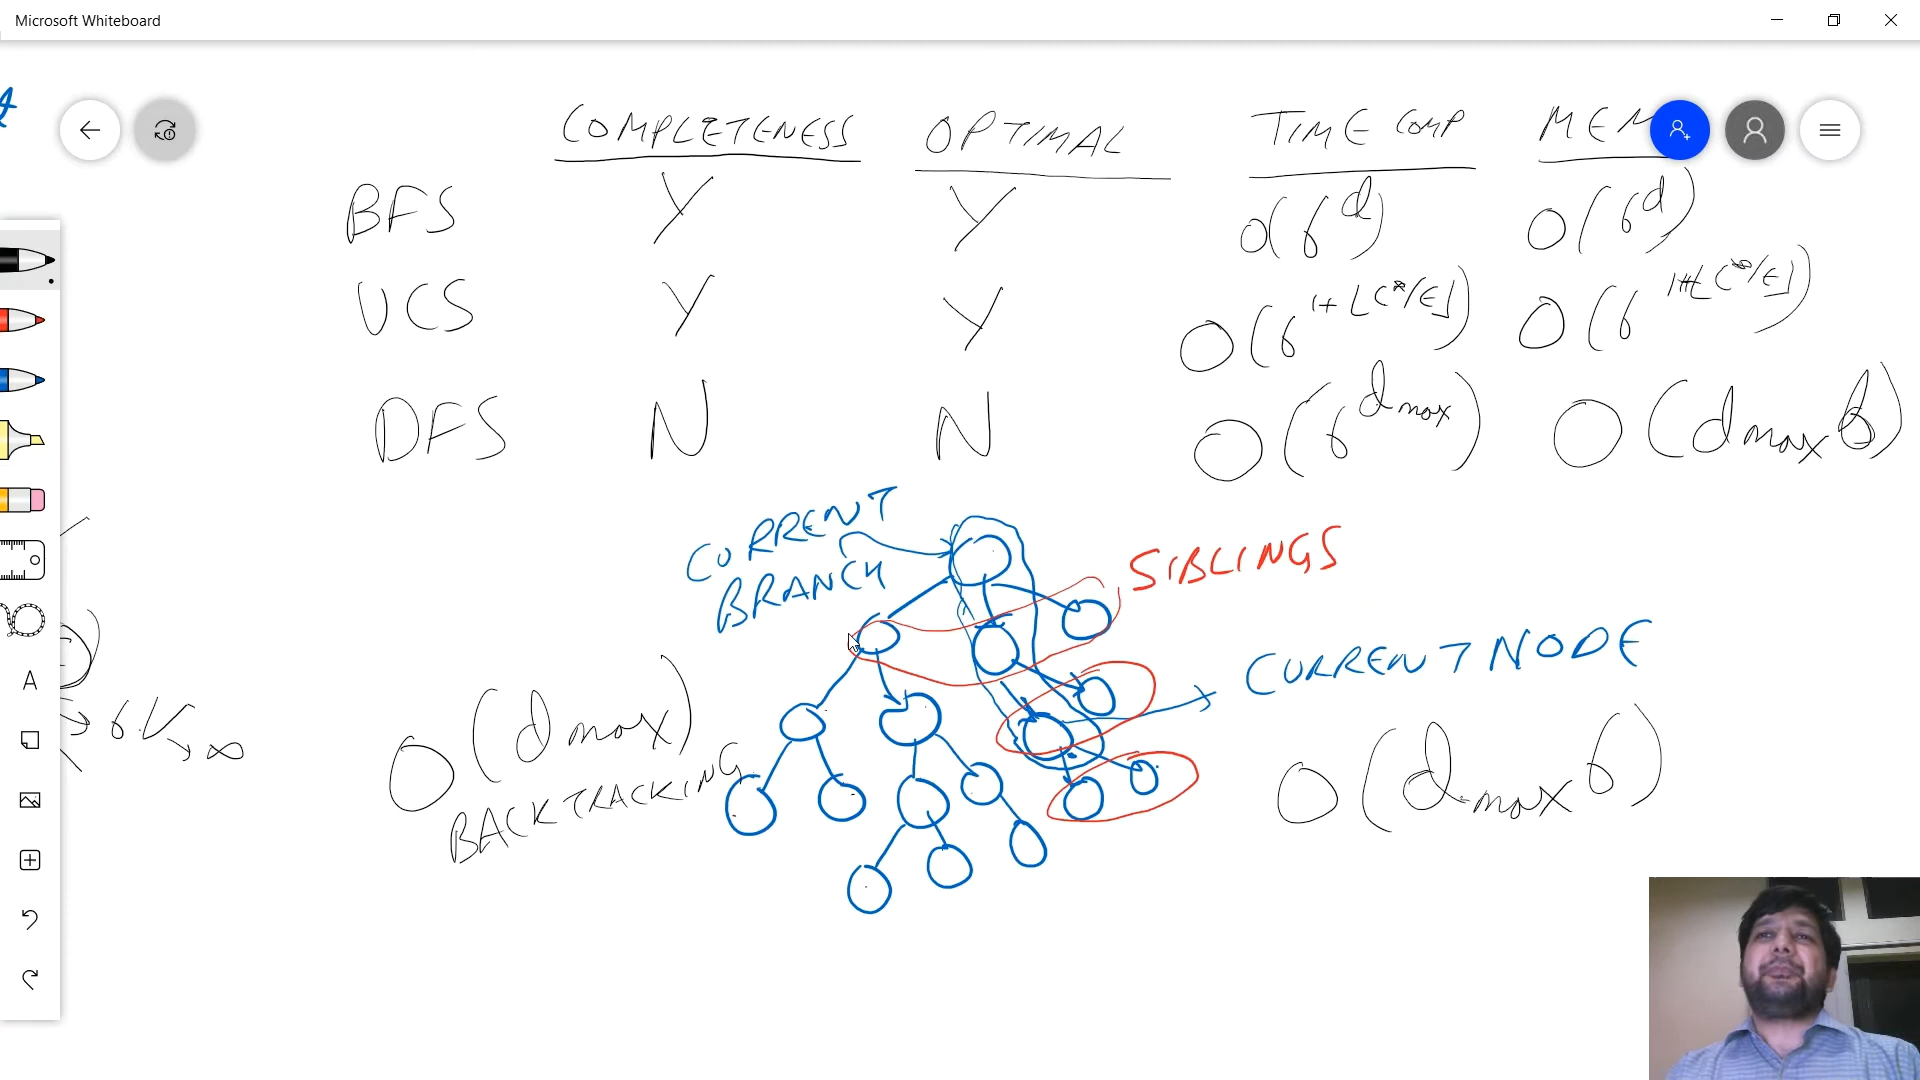 Microsoft Whiteboard
COMPLETENESS OPTIMAL TIME COMP MEM
BFS Y Y O(b^d) O(b^d)
UCS Y Y O(b^1+⌊C*/ε⌋) O(b^1+⌊C*/ε⌋)
DFS N N O(b^dmax) O(dmax b)
CURRENT
BRANCH
SIBLINGS
CURRENT NODE
O(dmax)
BACKTRACKING
O(dmax b)
∞
A